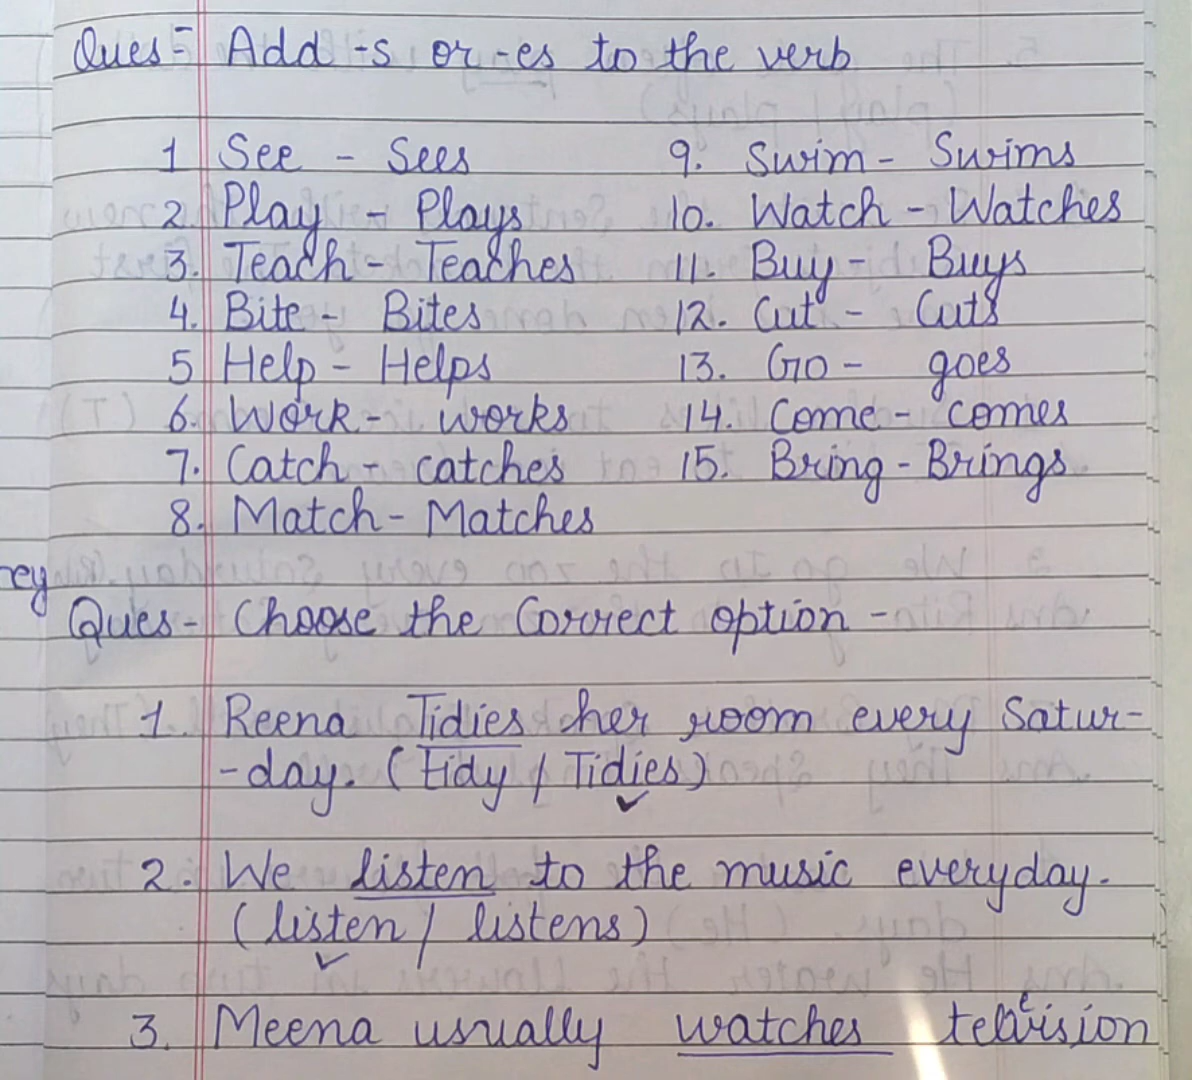 Ques- Add -s or -es to the verb
1 See - Sees 9. Swim - Swims
2. Play - Plays 10. Watch - Watches
3. Teach - Teaches 11. Buy - Buys
4. Bite - Bites 12. Cut - Cuts
5 Help - Helps 13. Go - goes
6. Work - works 14. Come - comes
7. Catch - catches 15. Bring - Brings
8. Match - Matches
Ques- Choose the Correct option -
1. Reena Tidies her room every Satur-
-day. (tidy / Tidies)
2. We listen to the music everyday.
(listen / listens)
3. Meena usually watches television